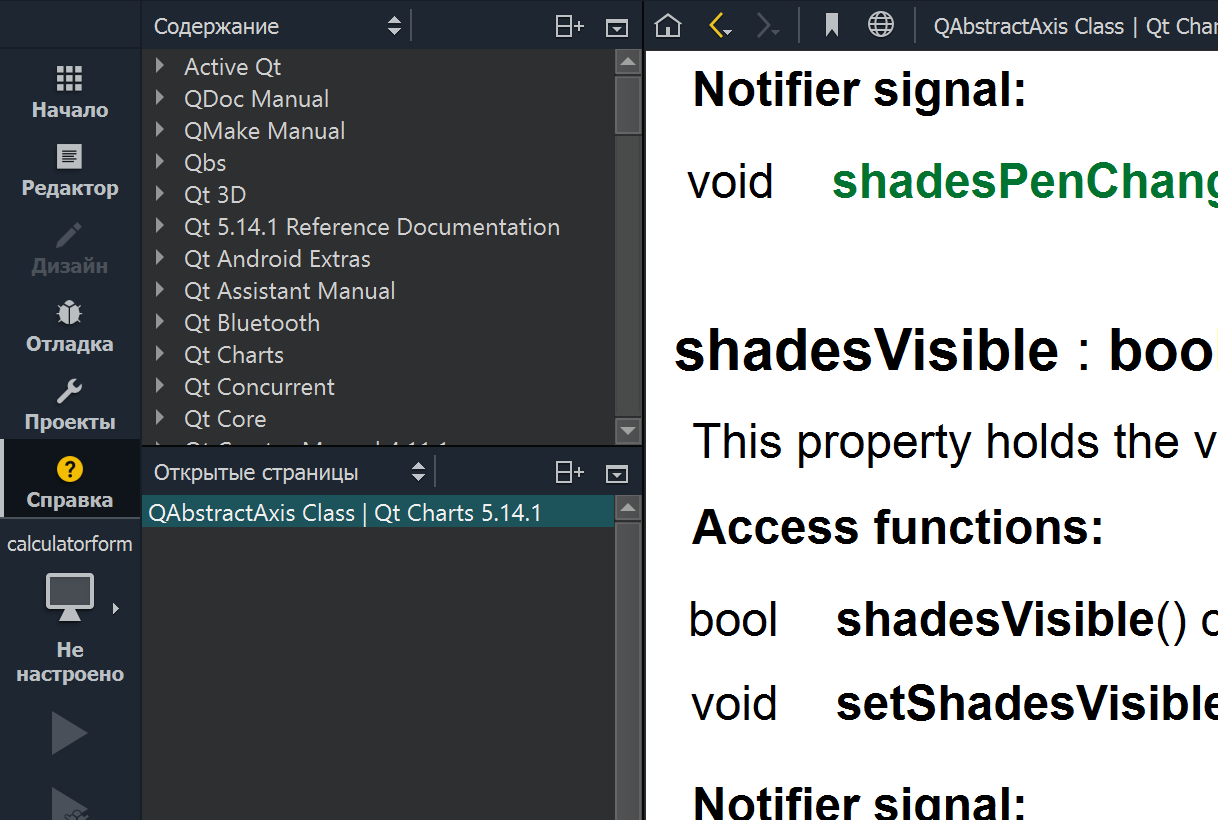 Начало
Редактор
Дизайн
Отладка
Проекты
Справка
calculatorform
Не
настроено
Содержание
Active Qt
QDoc Manual
QMake Manual
Qbs
Qt 3D
Qt 5.14.1 Reference Documentation
Qt Android Extras
Qt Assistant Manual
Qt Bluetooth
Qt Charts
Qt Concurrent
Qt Core
Открытые страницы
QAbstractAxis Class | Qt Charts 5.14.1
QAbstractAxis Class | Qt Char
Notifier signal:
void shadesPenChang
shadesVisible : bool
This property holds the v
Access functions:
bool shadesVisible() c
void setShadesVisible
Notifier signal: